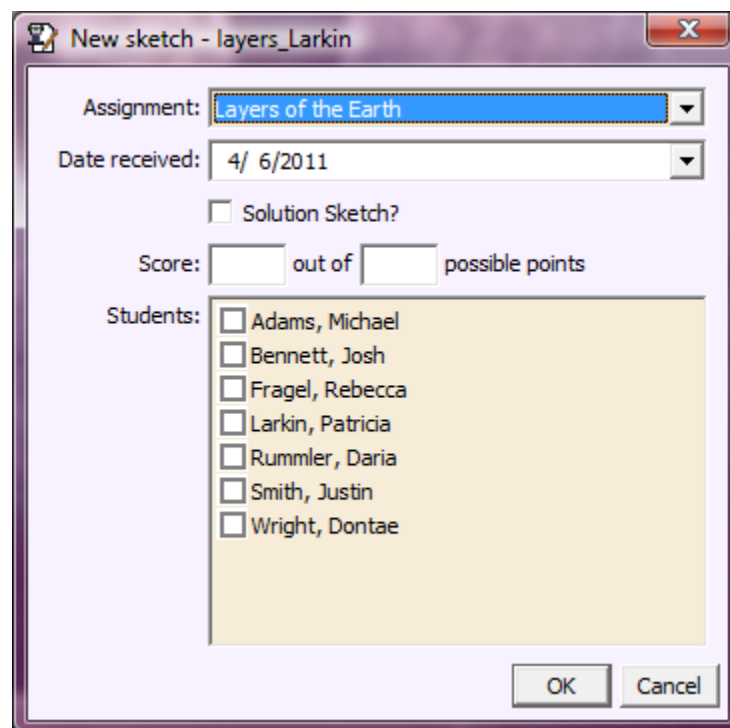 New sketch - layers_Larkin
Assignment: Layers of the Earth
Date received: 4/ 6/2011
Solution Sketch?
Score: out of possible points
Students:
Adams, Michael
Bennett, Josh
Fragel, Rebecca
Larkin, Patricia
Rummler, Daria
Smith, Justin
Wright, Dontae
OK Cancel